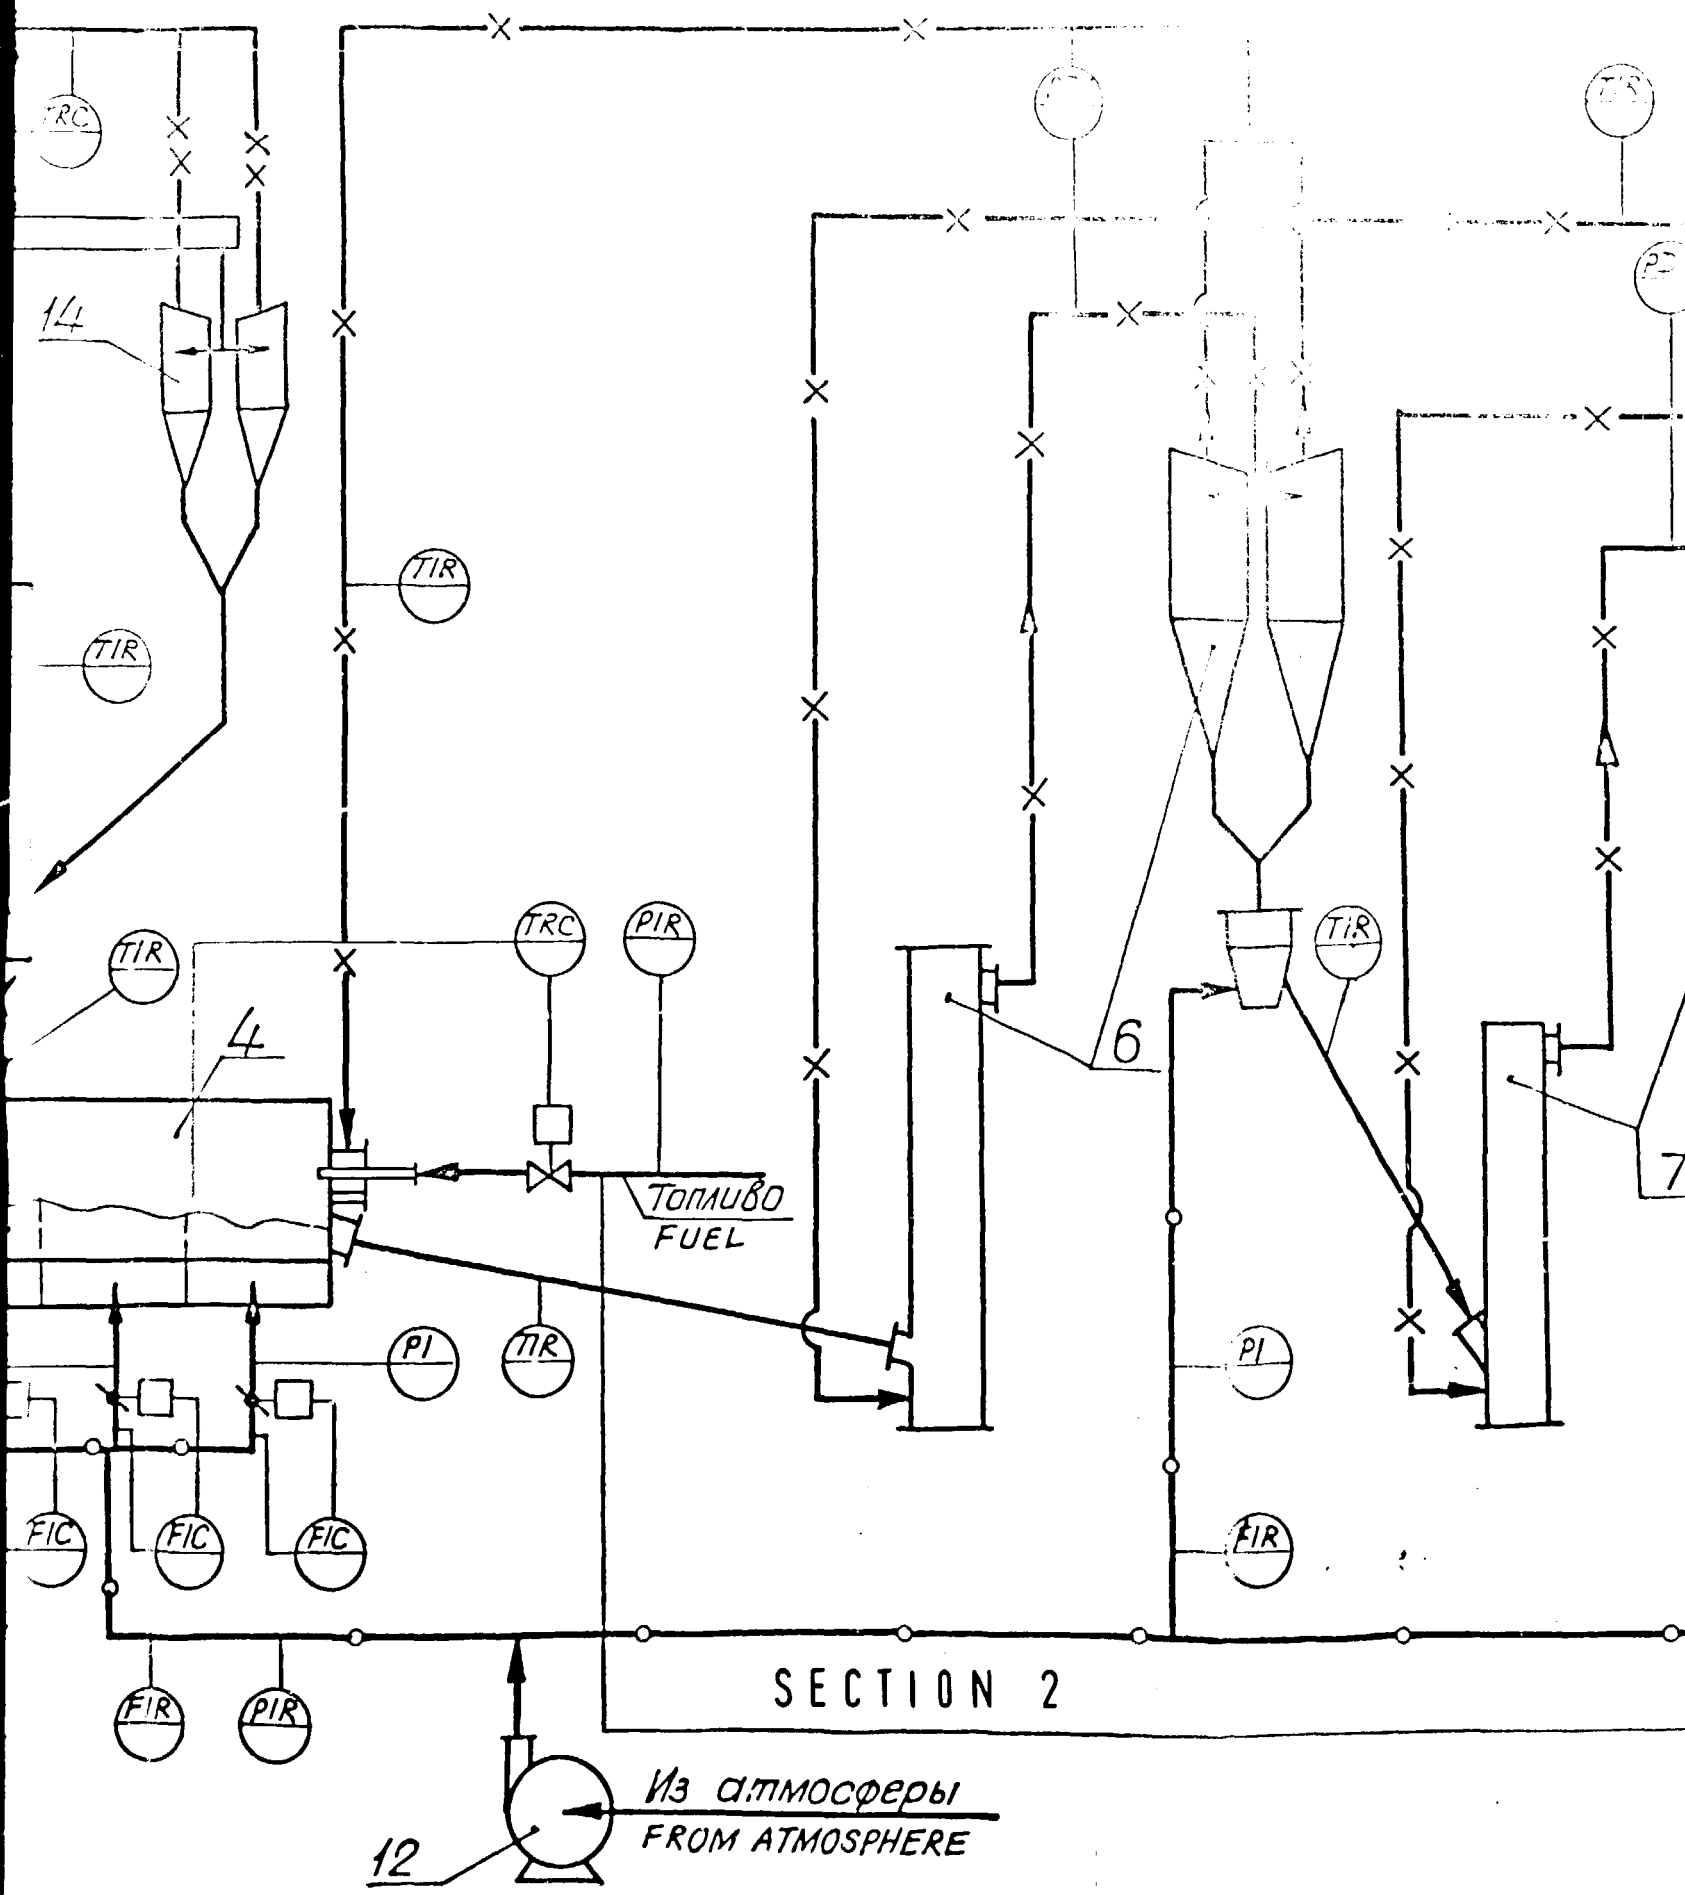 TRC
TIR
14
TIR
TIR
TIR
TRC
PIR
TIR
4
6
7
Топливо
FUEL
PI
TIR
PI
FIC
FIC
FIC
FIR
SECTION 2
FIR
PIR
Из атмосферы
FROM ATMOSPHERE
12